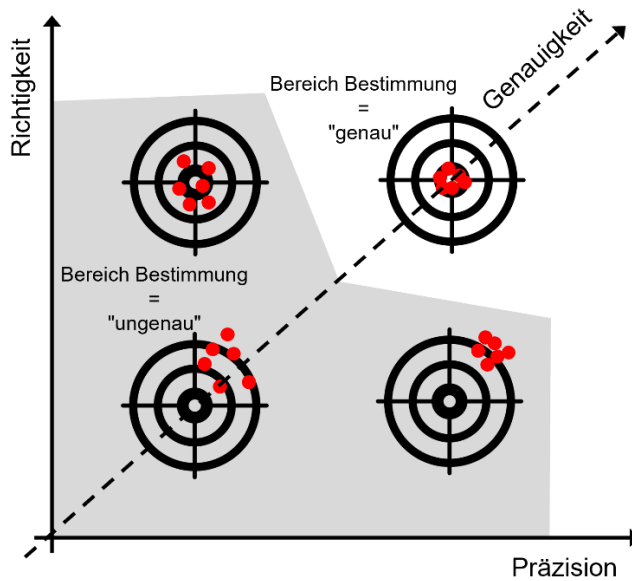 Richtigkeit
Genauigkeit
Bereich Bestimmung
=
"genau"
Bereich Bestimmung
=
"ungenau"
Präzision